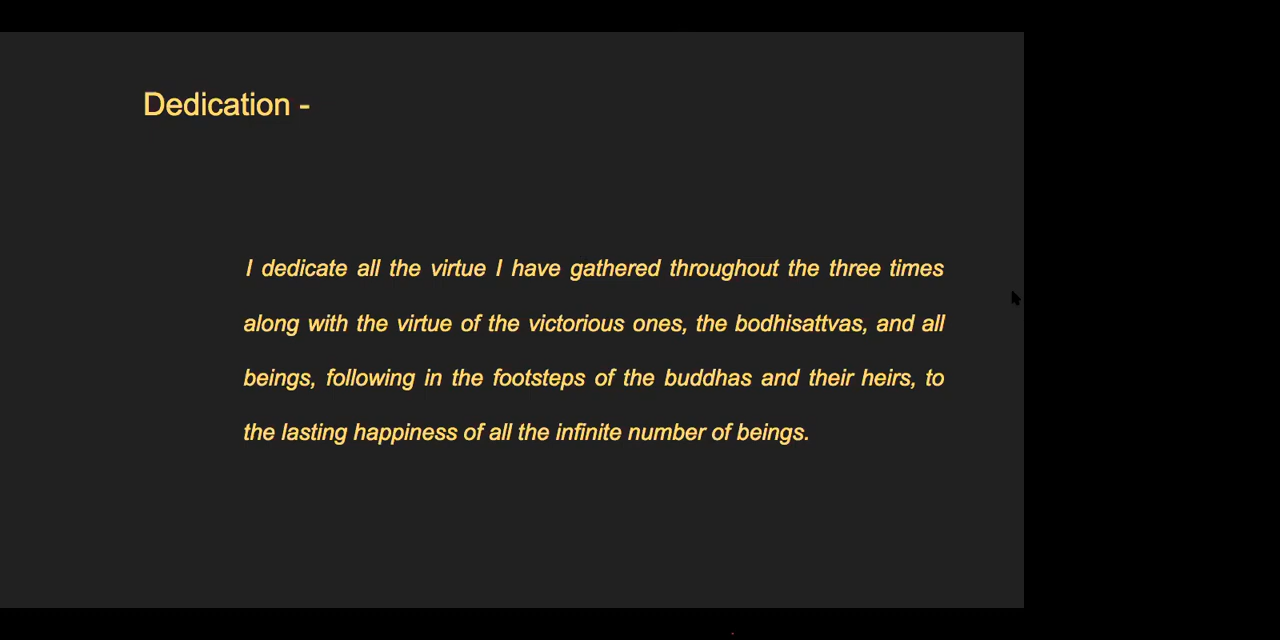 Dedication -
I dedicate all the virtue I have gathered throughout the three times
along with the virtue of the victorious ones, the bodhisattvas, and all
beings, following in the footsteps of the buddhas and their heirs, to
the lasting happiness of all the infinite number of beings.